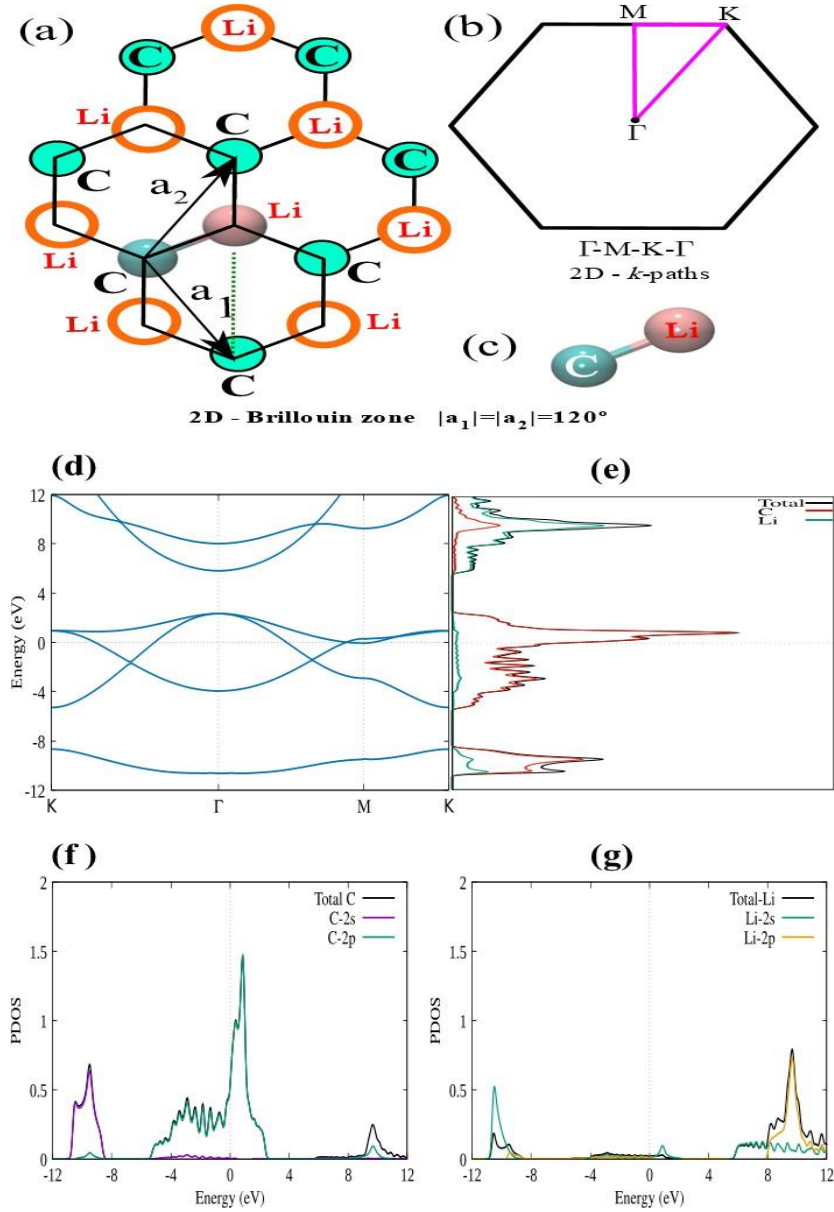 (a)
Li
C
C
Li
C
Li
C
C
a2
Li
Li
Li
C
C
a1
Li
Li
C
(b)
M
K
Γ
Γ-M-K-Γ
2D - k-paths
(c)
C
Li
2D - Brillouin zone |a1|=|a2|=120°
(d)
12
8
4
0
-4
-8
-12
Energy (eV)
K
Γ
M
K
(e)
Total
C
Li
(f )
2
1.5
1
0.5
0
PDOS
Total C
C-2s
C-2p
-12
-8
-4
0
4
8
12
Energy (eV)
(g)
2
1.5
1
0.5
0
PDOS
Total-Li
Li-2s
Li-2p
-12
-8
-4
0
4
8
12
Energy (eV)